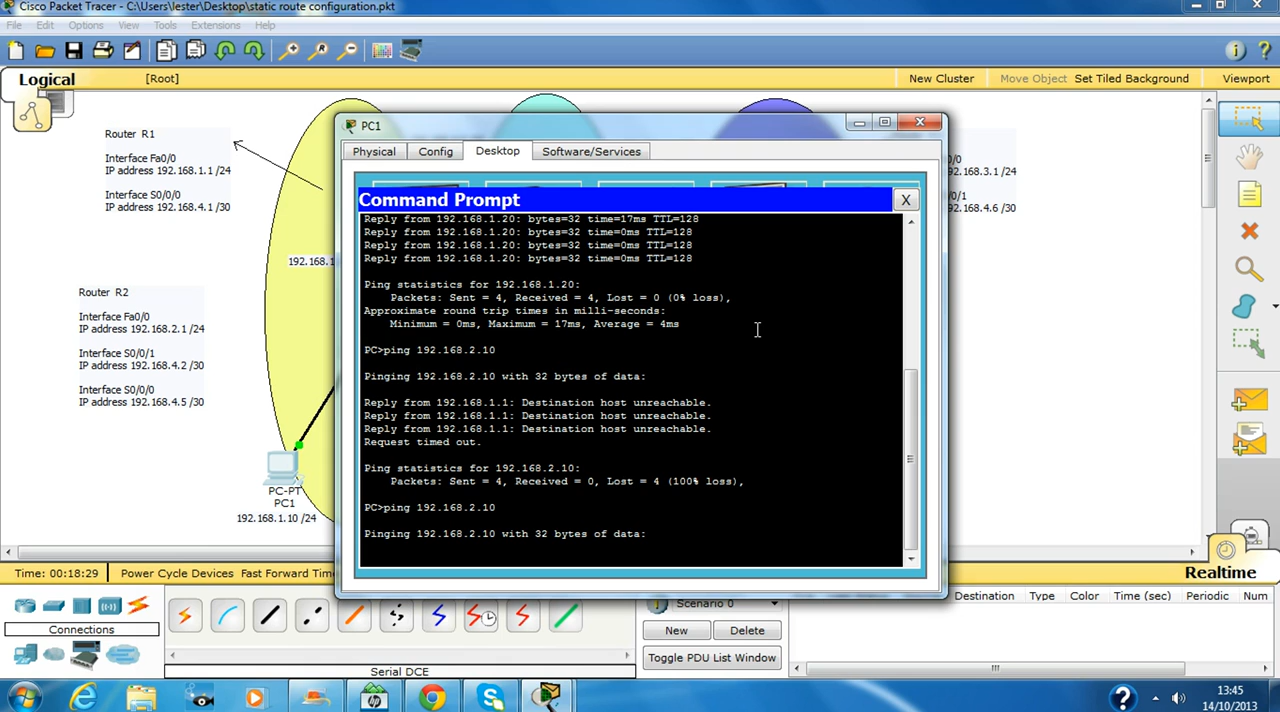 Cisco Packet Tracer - C:\Users\lester\Desktop\static route configuration.pkt
File Edit Options View Tools Extensions Help
Logical [Root] New Cluster Move Object Set Tiled Background Viewport
Router R1
Interface Fa0/0
IP address 192.168.1.1 /24
Interface S0/0/0
IP address 192.168.4.1 /30
192.168.1
Router R2
Interface Fa0/0
IP address 192.168.2.1 /24
Interface S0/0/1
IP address 192.168.4.2 /30
Interface S0/0/0
IP address 192.168.4.5 /30
PC-PT
PC1
192.168.1.10 /24
PC1
Physical Config Desktop Software/Services
Command Prompt X
Reply from 192.168.1.20: bytes=32 time=17ms TTL=128
Reply from 192.168.1.20: bytes=32 time=0ms TTL=128
Reply from 192.168.1.20: bytes=32 time=0ms TTL=128
Reply from 192.168.1.20: bytes=32 time=0ms TTL=128
Ping statistics for 192.168.1.20:
Packets: Sent = 4, Received = 4, Lost = 0 (0% loss),
Approximate round trip times in milli-seconds:
Minimum = 0ms, Maximum = 17ms, Average = 4ms
PC>ping 192.168.2.10
Pinging 192.168.2.10 with 32 bytes of data:
Reply from 192.168.1.1: Destination host unreachable.
Reply from 192.168.1.1: Destination host unreachable.
Reply from 192.168.1.1: Destination host unreachable.
Request timed out.
Ping statistics for 192.168.2.10:
Packets: Sent = 4, Received = 0, Lost = 4 (100% loss),
PC>ping 192.168.2.10
Pinging 192.168.2.10 with 32 bytes of data:
0/0
192.168.3.1 /24
0/1
192.168.4.6 /30
Time: 00:18:29 Power Cycle Devices Fast Forward Time Realtime
Connections
Serial DCE
Scenario 0
New Delete
Toggle PDU List Window
Destination Type Color Time (sec) Periodic Num
13:45
14/10/2013